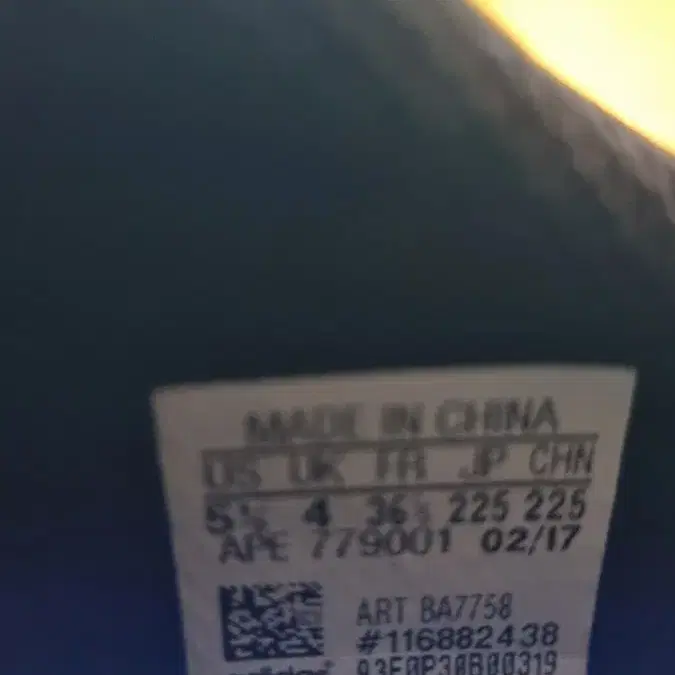 MADE IN CHINA
US UK FR JP CHN
5½ 4 36⅔ 225 225
APE 779001 02/17
ART BA7758
#116882438
adidas